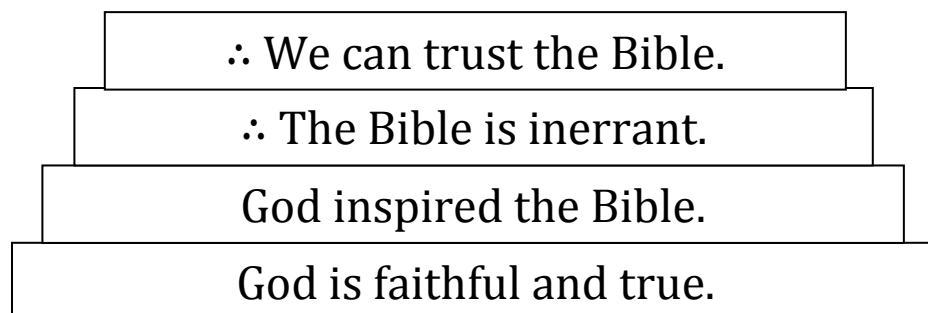 ∴ We can trust the Bible.
∴ The Bible is inerrant.
God inspired the Bible.
God is faithful and true.